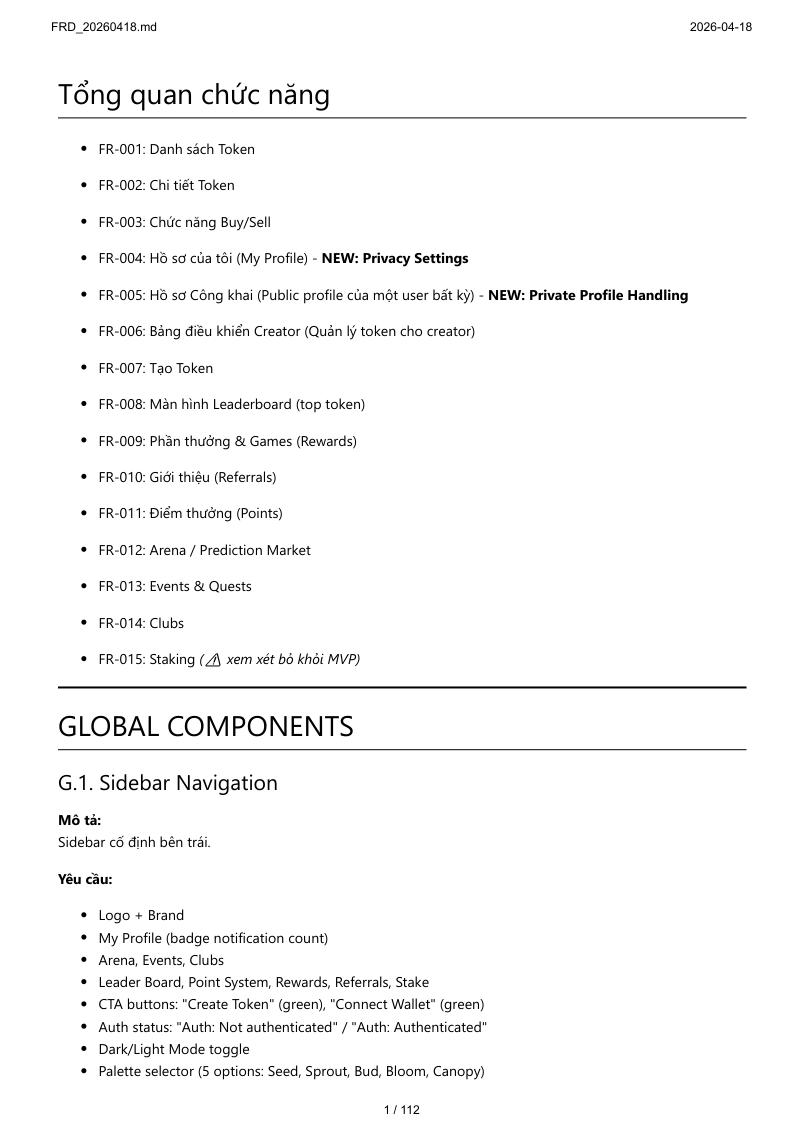 FRD_20260418.md
2026-04-18
Tổng quan chức năng
• FR-001: Danh sách Token
• FR-002: Chi tiết Token
• FR-003: Chức năng Buy/Sell
• FR-004: Hồ sơ của tôi (My Profile) - NEW: Privacy Settings
• FR-005: Hồ sơ Công khai (Public profile của một user bất kỳ) - NEW: Private Profile Handling
• FR-006: Bảng điều khiển Creator (Quản lý token cho creator)
• FR-007: Tạo Token
• FR-008: Màn hình Leaderboard (top token)
• FR-009: Phần thưởng & Games (Rewards)
• FR-010: Giới thiệu (Referrals)
• FR-011: Điểm thưởng (Points)
• FR-012: Arena / Prediction Market
• FR-013: Events & Quests
• FR-014: Clubs
• FR-015: Staking (⚠ xem xét bỏ khỏi MVP)
GLOBAL COMPONENTS
G.1. Sidebar Navigation
Mô tả:
Sidebar cố định bên trái.
Yêu cầu:
• Logo + Brand
• My Profile (badge notification count)
• Arena, Events, Clubs
• Leader Board, Point System, Rewards, Referrals, Stake
• CTA buttons: "Create Token" (green), "Connect Wallet" (green)
• Auth status: "Auth: Not authenticated" / "Auth: Authenticated"
• Dark/Light Mode toggle
• Palette selector (5 options: Seed, Sprout, Bud, Bloom, Canopy)
1 / 112